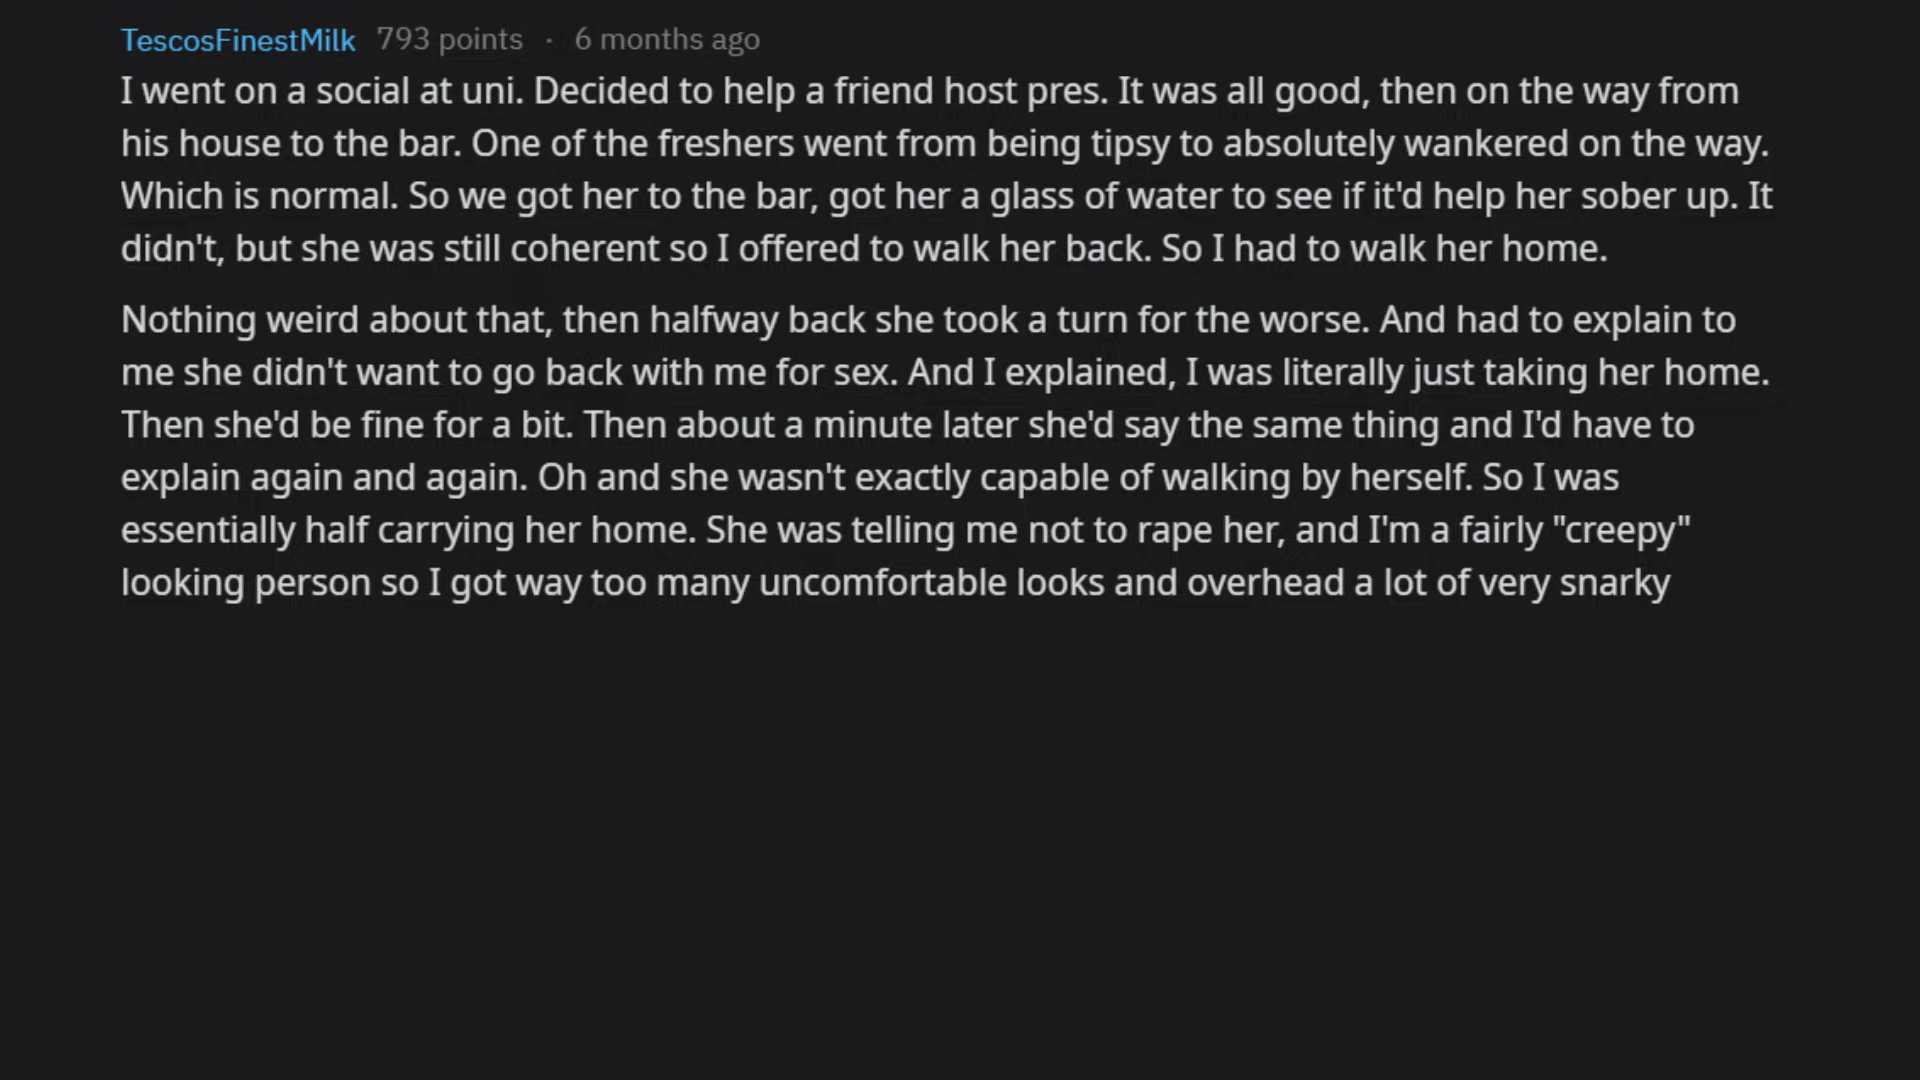 TescosFinestMilk 793 points · 6 months ago
I went on a social at uni. Decided to help a friend host pres. It was all good, then on the way from
his house to the bar. One of the freshers went from being tipsy to absolutely wankered on the way.
Which is normal. So we got her to the bar, got her a glass of water to see if it'd help her sober up. It
didn't, but she was still coherent so I offered to walk her back. So I had to walk her home.
Nothing weird about that, then halfway back she took a turn for the worse. And had to explain to
me she didn't want to go back with me for sex. And I explained, I was literally just taking her home.
Then she'd be fine for a bit. Then about a minute later she'd say the same thing and I'd have to
explain again and again. Oh and she wasn't exactly capable of walking by herself. So I was
essentially half carrying her home. She was telling me not to rape her, and I'm a fairly "creepy"
looking person so I got way too many uncomfortable looks and overhead a lot of very snarky